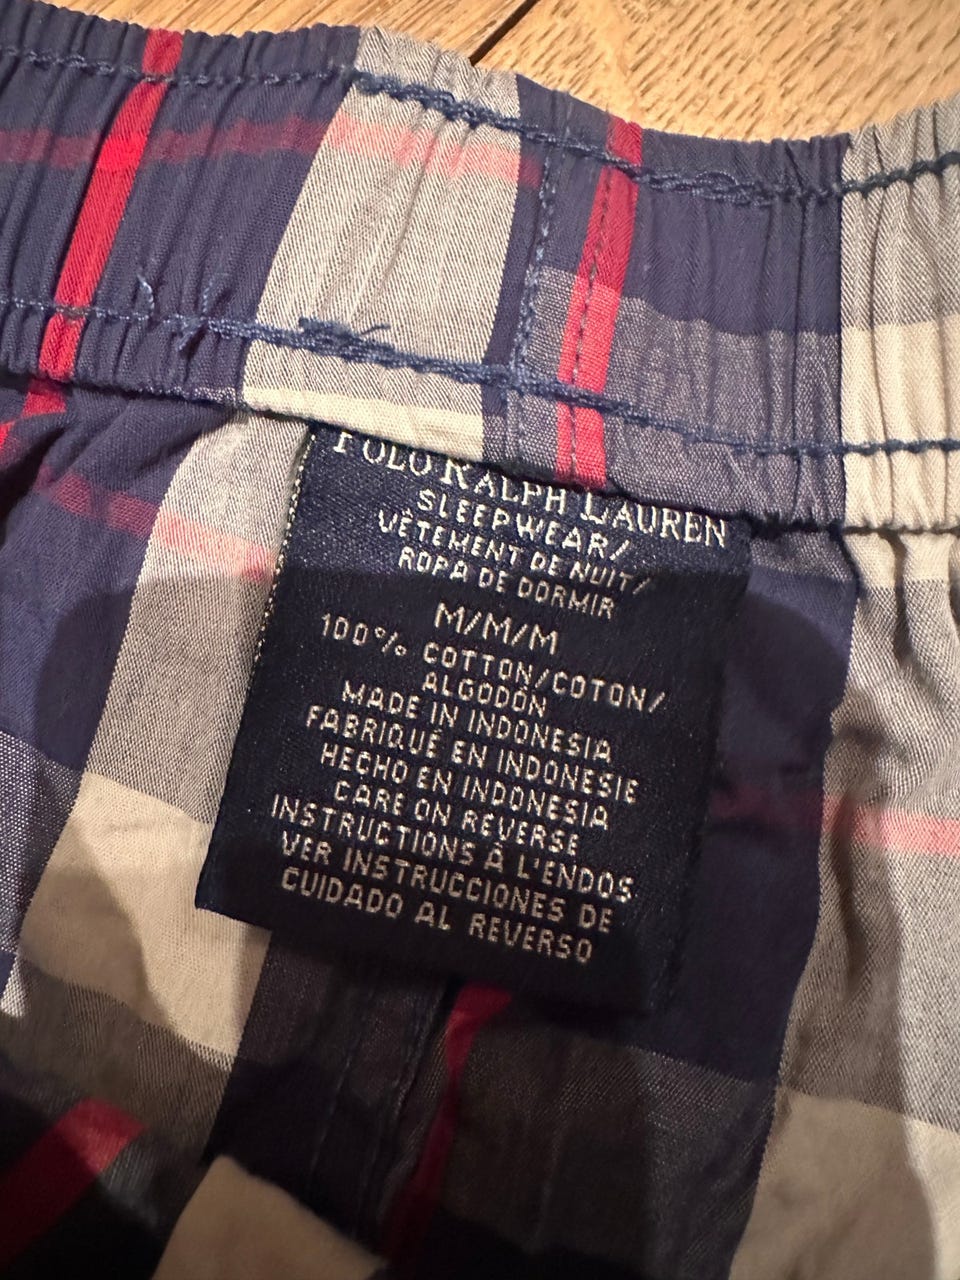 POLO RALPH LAUREN
SLEEPWEAR/
VÊTEMENT DE NUIT/
ROPA DE DORMIR
M/M/M
100% COTTON/COTON/
ALGODÓN
MADE IN INDONESIA
FABRIQUÉ EN INDONESIE
HECHO EN INDONESIA
CARE ON REVERSE
INSTRUCTIONS À L'ENDOS
VER INSTRUCCIONES DE
CUIDADO AL REVERSO